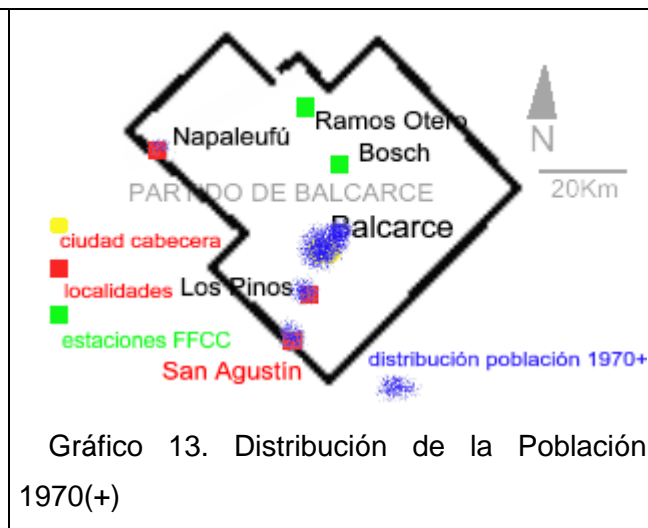 Ramos Otero
Napaleufú
Bosch
N
PARTIDO DE BALCARCE
20Km
Balcarce
ciudad cabecera
localidades
Los Pinos
estaciones FFCC
San Agustin
distribución población 1970+
Gráfico 13. Distribución de la Población
1970(+)